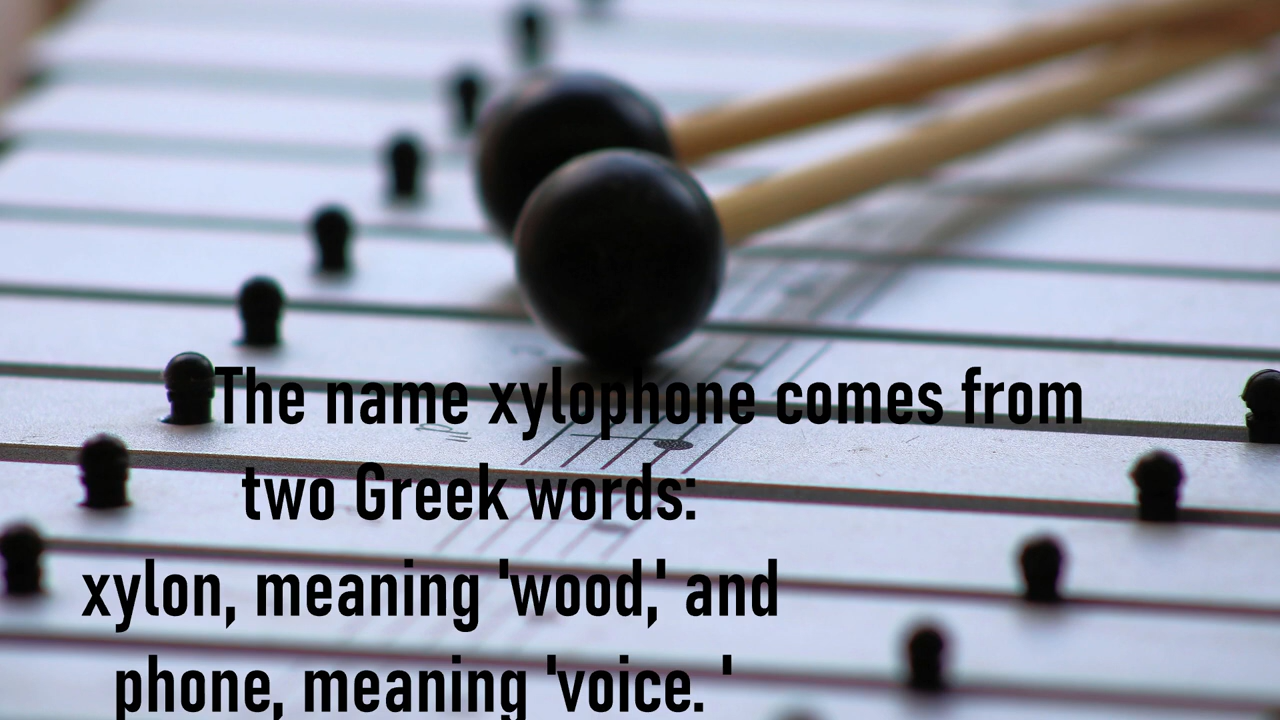 The name xylophone comes from
two Greek words:
xylon, meaning 'wood,' and
phone, meaning 'voice. '